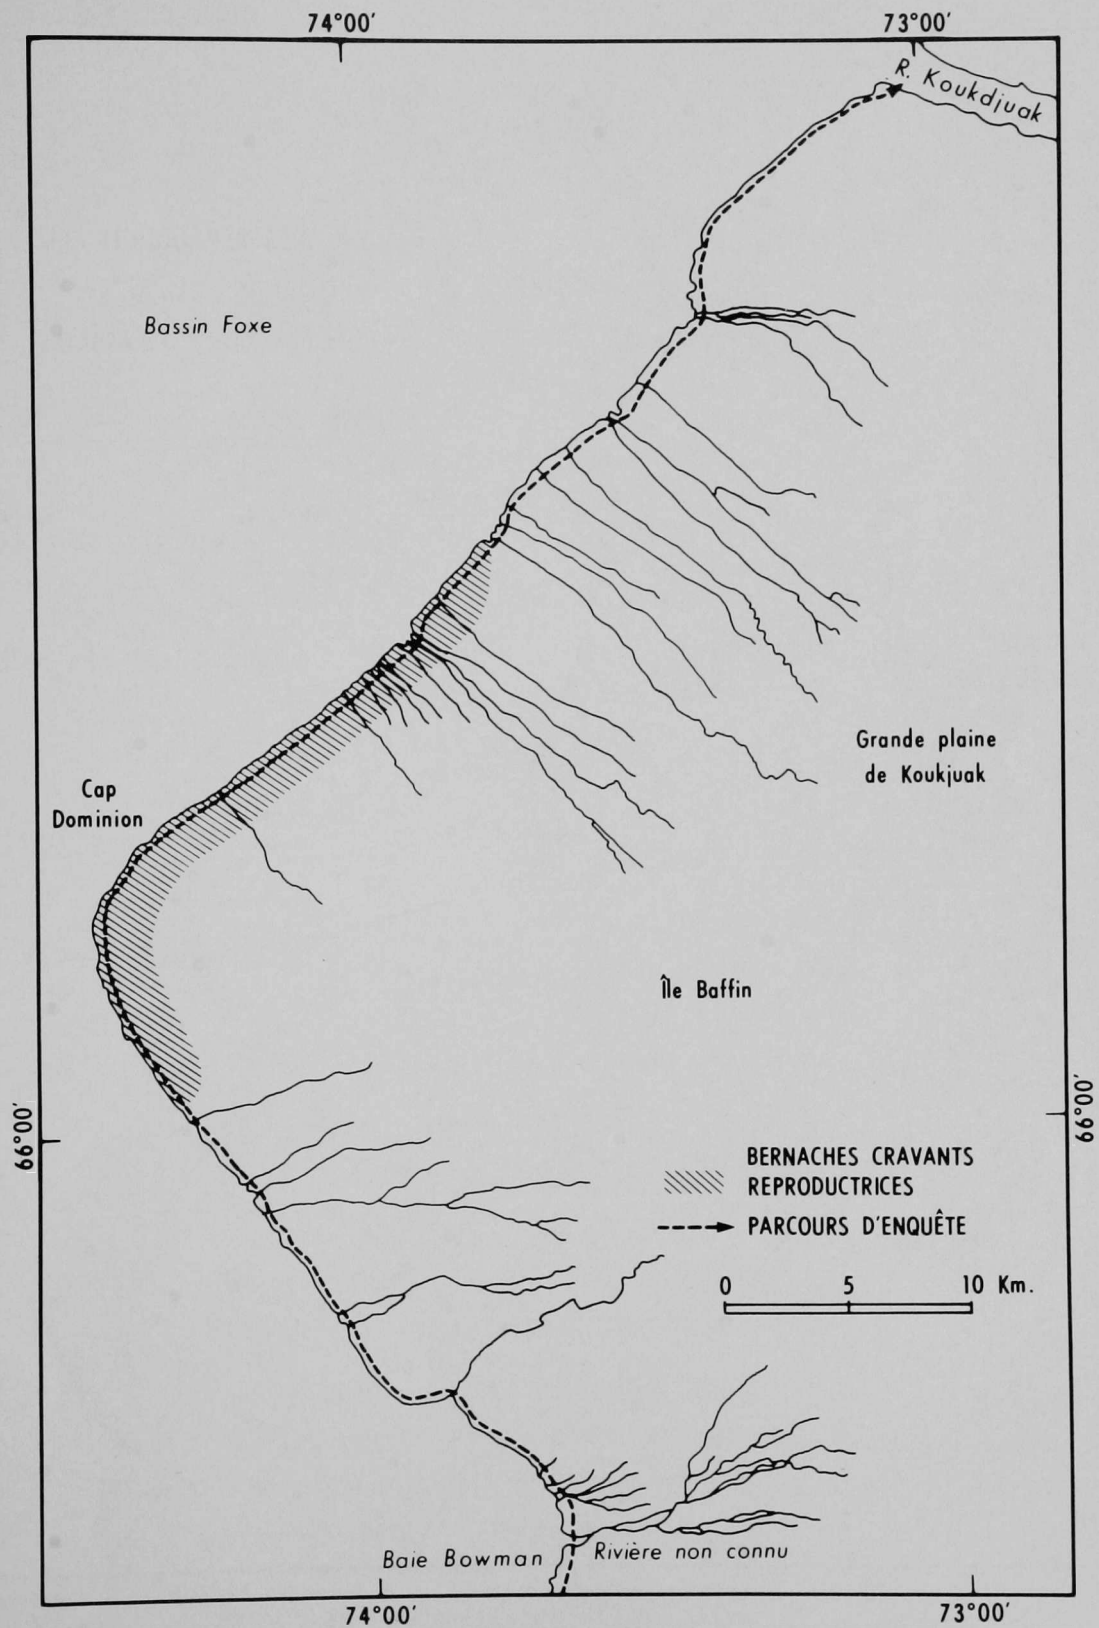 74°00′
73°00′
R. Koukdjuak
Bassin Foxe
Grande plaine
de Koukjuak
Cap
Dominion
Île Baffin
66°00′
66°00′
BERNACHES CRAVANTS
REPRODUCTRICES
PARCOURS D'ENQUÊTE
0 5 10 Km.
Baie Bowman
Rivière non connu
74°00′
73°00′